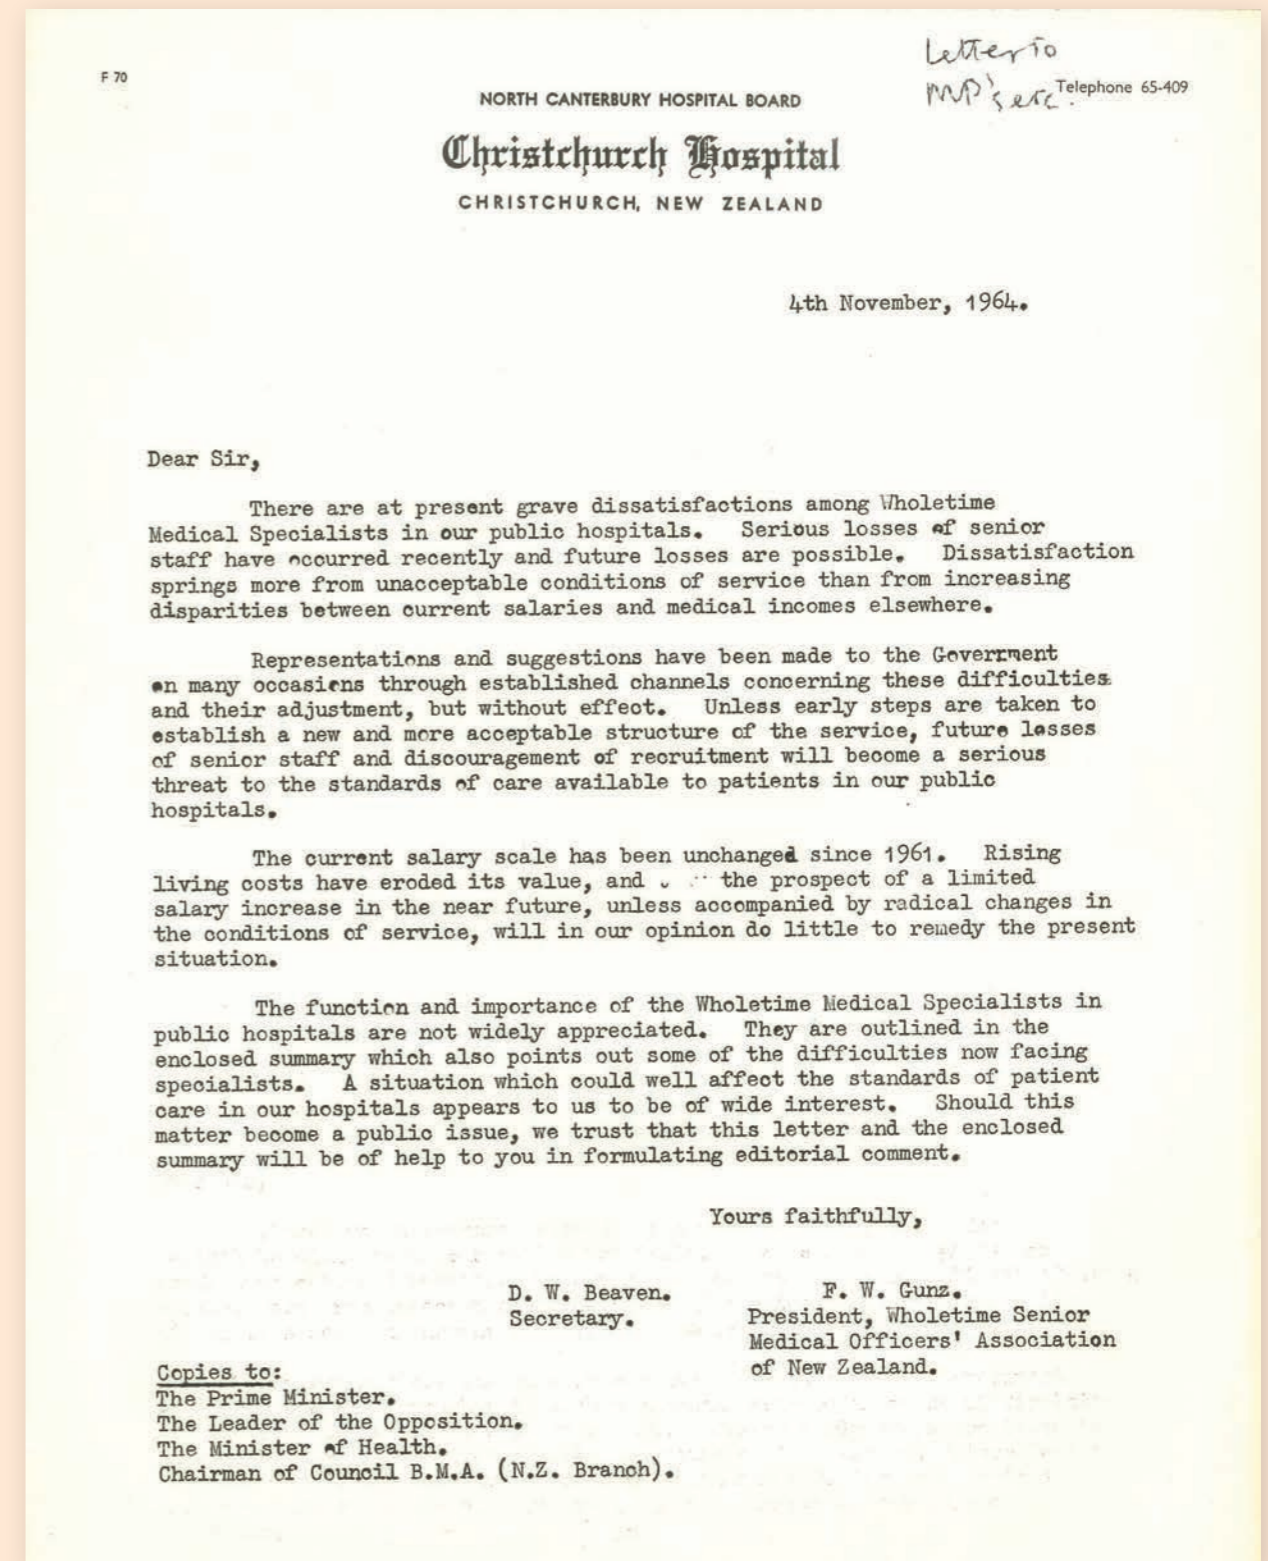 Letter to
F 70
MP's etc.
Telephone 65-409
NORTH CANTERBURY HOSPITAL BOARD
Christchurch Hospital
CHRISTCHURCH, NEW ZEALAND
4th November, 1964.
Dear Sir,
There are at present grave dissatisfactions among Wholetime
Medical Specialists in our public hospitals. Serious losses of senior
staff have occurred recently and future losses are possible. Dissatisfaction
springs more from unacceptable conditions of service than from increasing
disparities between current salaries and medical incomes elsewhere.
Representations and suggestions have been made to the Government
on many occasions through established channels concerning these difficulties
and their adjustment, but without effect. Unless early steps are taken to
establish a new and more acceptable structure of the service, future losses
of senior staff and discouragement of recruitment will become a serious
threat to the standards of care available to patients in our public
hospitals.
The current salary scale has been unchanged since 1961. Rising
living costs have eroded its value, and the prospect of a limited
salary increase in the near future, unless accompanied by radical changes in
the conditions of service, will in our opinion do little to remedy the present
situation.
The function and importance of the Wholetime Medical Specialists in
public hospitals are not widely appreciated. They are outlined in the
enclosed summary which also points out some of the difficulties now facing
specialists. A situation which could well affect the standards of patient
care in our hospitals appears to us to be of wide interest. Should this
matter become a public issue, we trust that this letter and the enclosed
summary will be of help to you in formulating editorial comment.
Yours faithfully,
D. W. Beaven.
Secretary.
F. W. Gunz.
President, Wholetime Senior
Medical Officers' Association
of New Zealand.
Copies to:
The Prime Minister.
The Leader of the Opposition.
The Minister of Health.
Chairman of Council B.M.A. (N.Z. Branch).